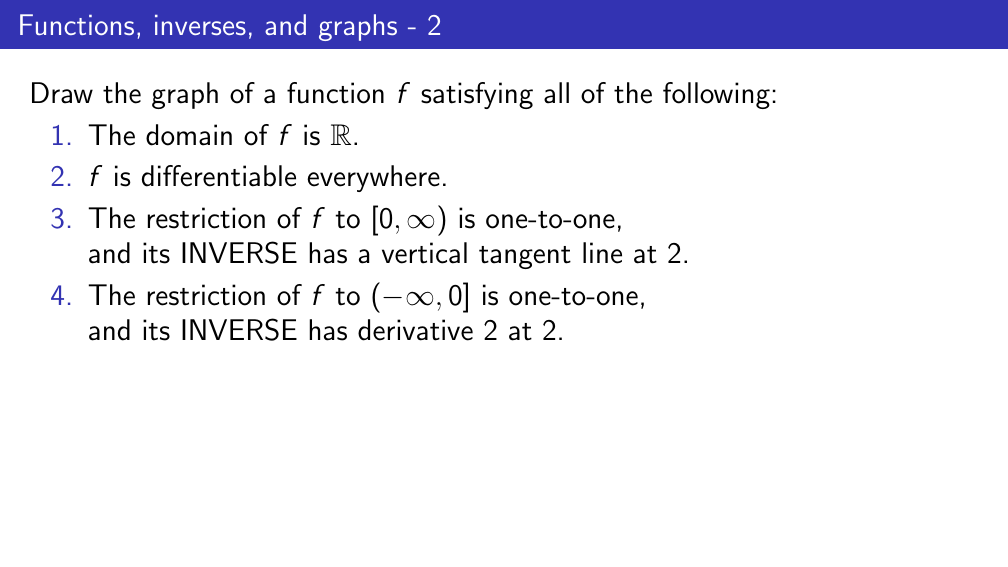 Functions, inverses, and graphs - 2
Draw the graph of a function f satisfying all of the following:
1. The domain of f is ℝ.
2. f is differentiable everywhere.
3. The restriction of f to [0, ∞) is one-to-one,
and its INVERSE has a vertical tangent line at 2.
4. The restriction of f to (−∞, 0] is one-to-one,
and its INVERSE has derivative 2 at 2.